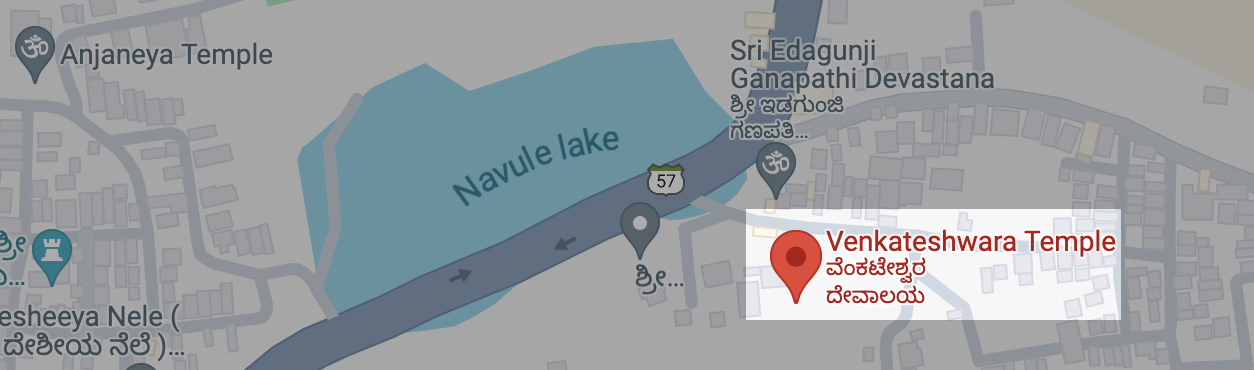 Anjaneya Temple
Sri Edagunji
Ganapathi Devastana
ಶ್ರೀ ಇಡಗುಂಜಿ
ಗಣಪತಿ...
Navule lake
57
ಶ್ರೀ...
Venkateshwara Temple
ವೆಂಕಟೇಶ್ವರ
ದೇವಾಲಯ
ಶ್ರೀ
esheeya Nele (
ದೇಶೀಯ ನೆಲೆ )...